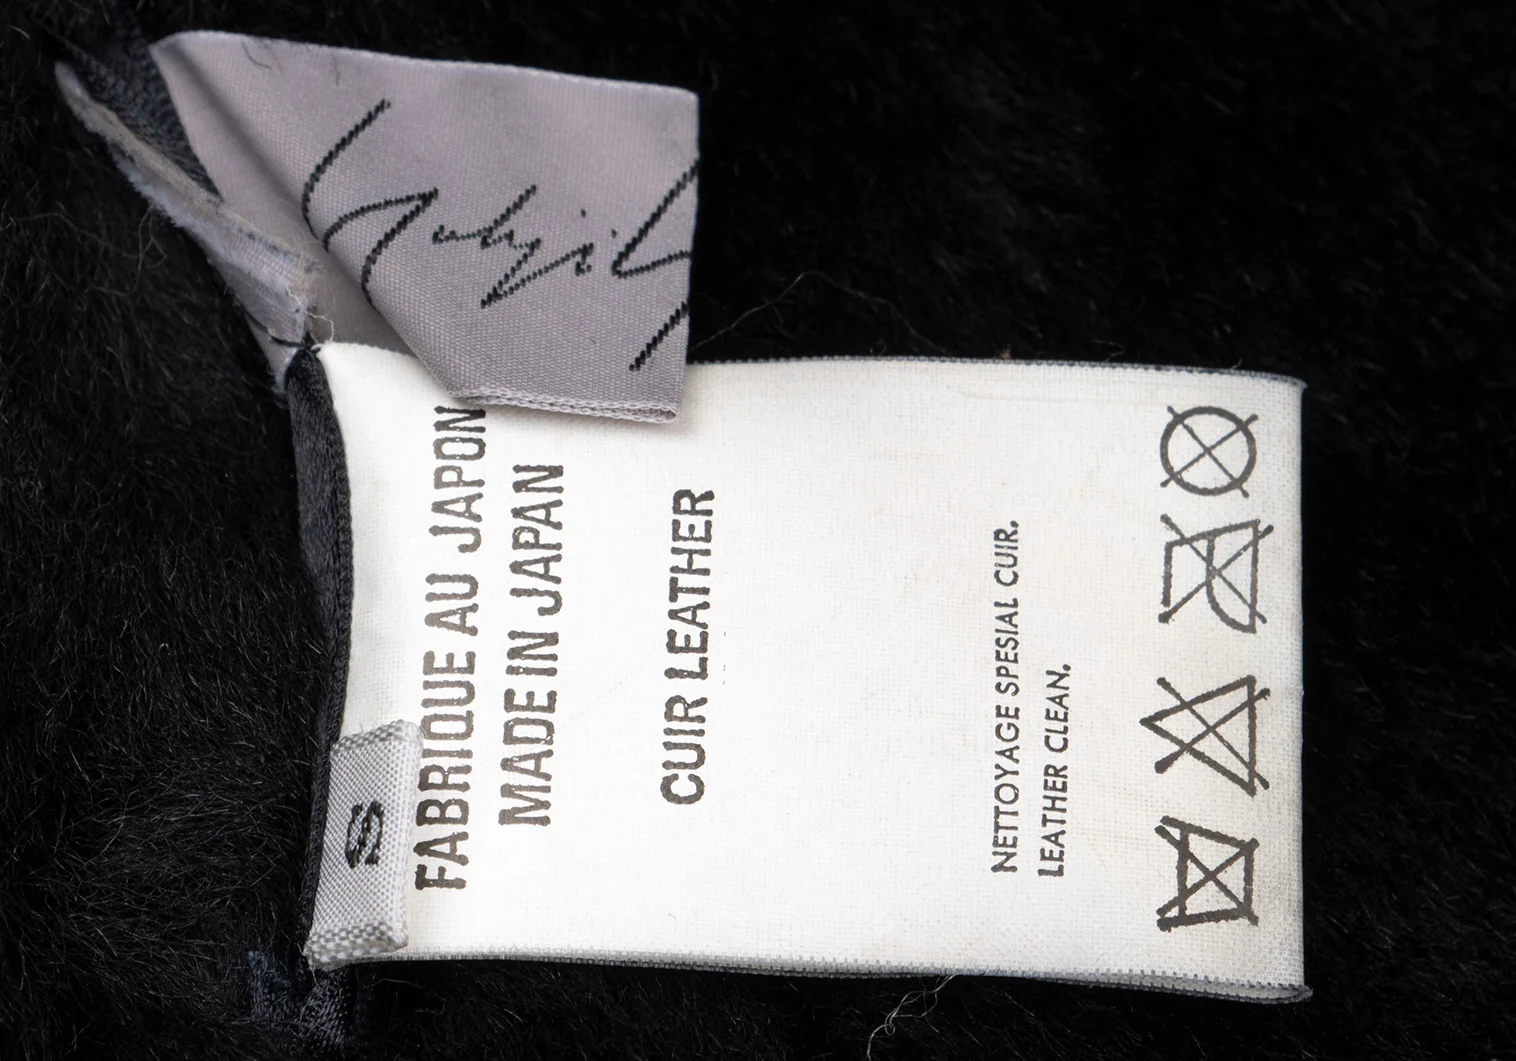 FABRIQUE AU JAPON
MADE IN JAPAN
CUIR LEATHER
NETTOYAGE SPESIAL CUIR.
LEATHER CLEAN.
S